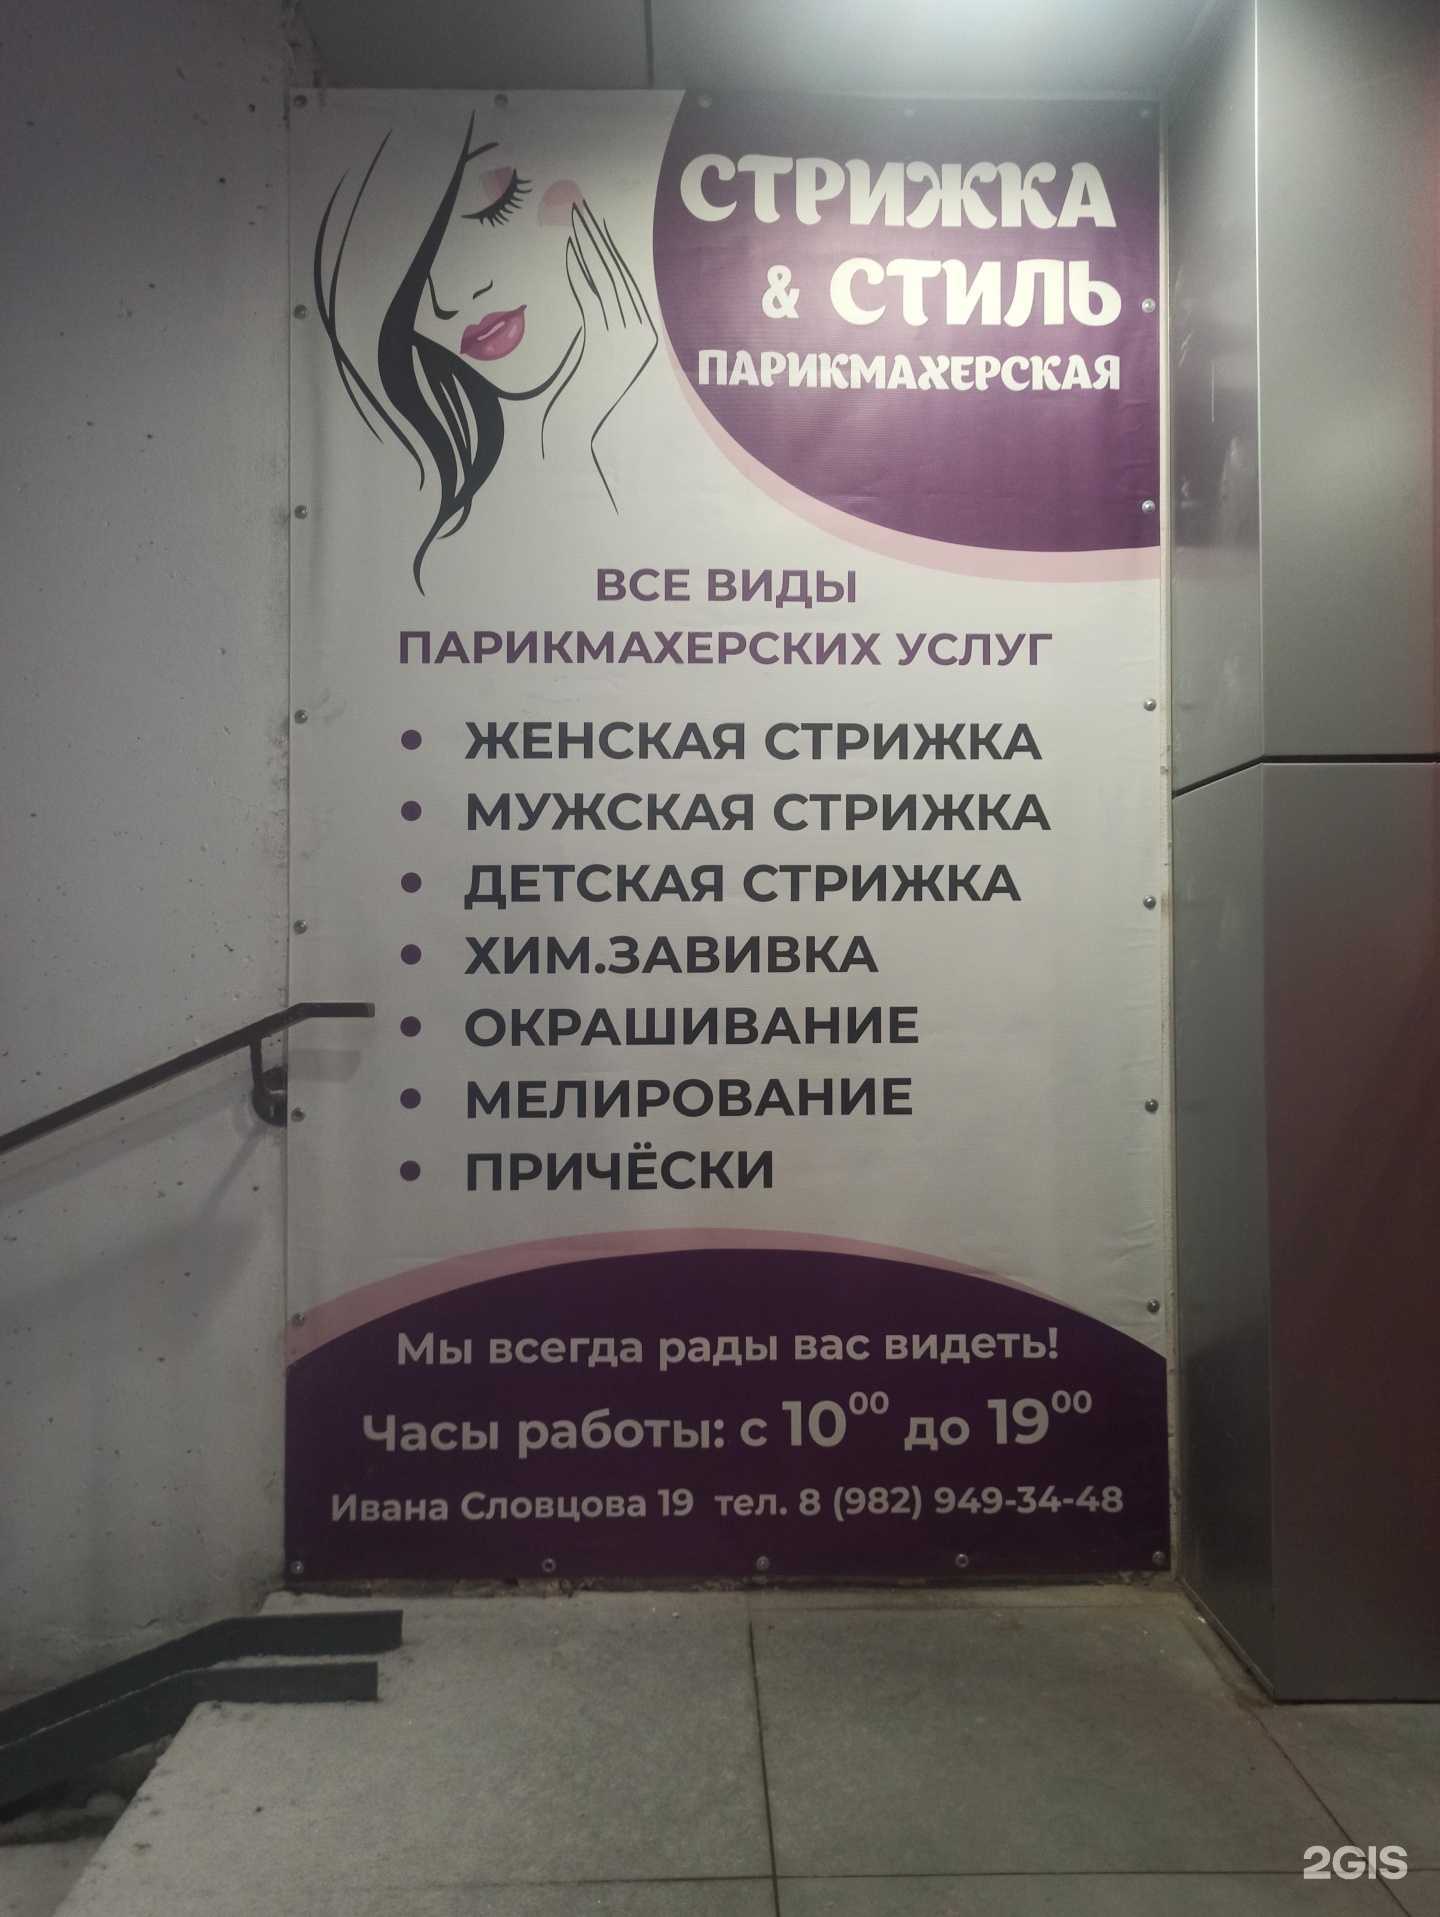 СТРИЖКА
& СТИЛЬ
ПАРИКМАХЕРСКАЯ
ВСЕ ВИДЫ
ПАРИКМАХЕРСКИХ УСЛУГ
• ЖЕНСКАЯ СТРИЖКА
• МУЖСКАЯ СТРИЖКА
• ДЕТСКАЯ СТРИЖКА
• ХИМ.ЗАВИВКА
• ОКРАШИВАНИЕ
• МЕЛИРОВАНИЕ
• ПРИЧЁСКИ
Мы всегда рады вас видеть!
Часы работы: с 10⁰⁰ до 19⁰⁰
Ивана Словцова 19 тел. 8 (982) 949-34-48
2GIS